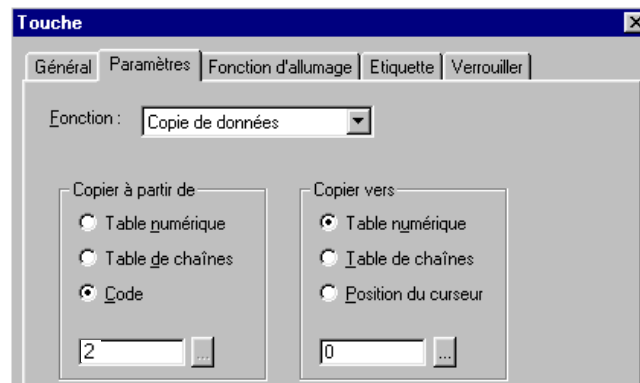 Touche
Général Paramètres Fonction d'allumage Etiquette Verrouiller
Fonction : Copie de données
Copier à partir de Copier vers
Table numérique Table numérique
Table de chaînes Table de chaînes
Code Position du curseur
2 ... 0 ...